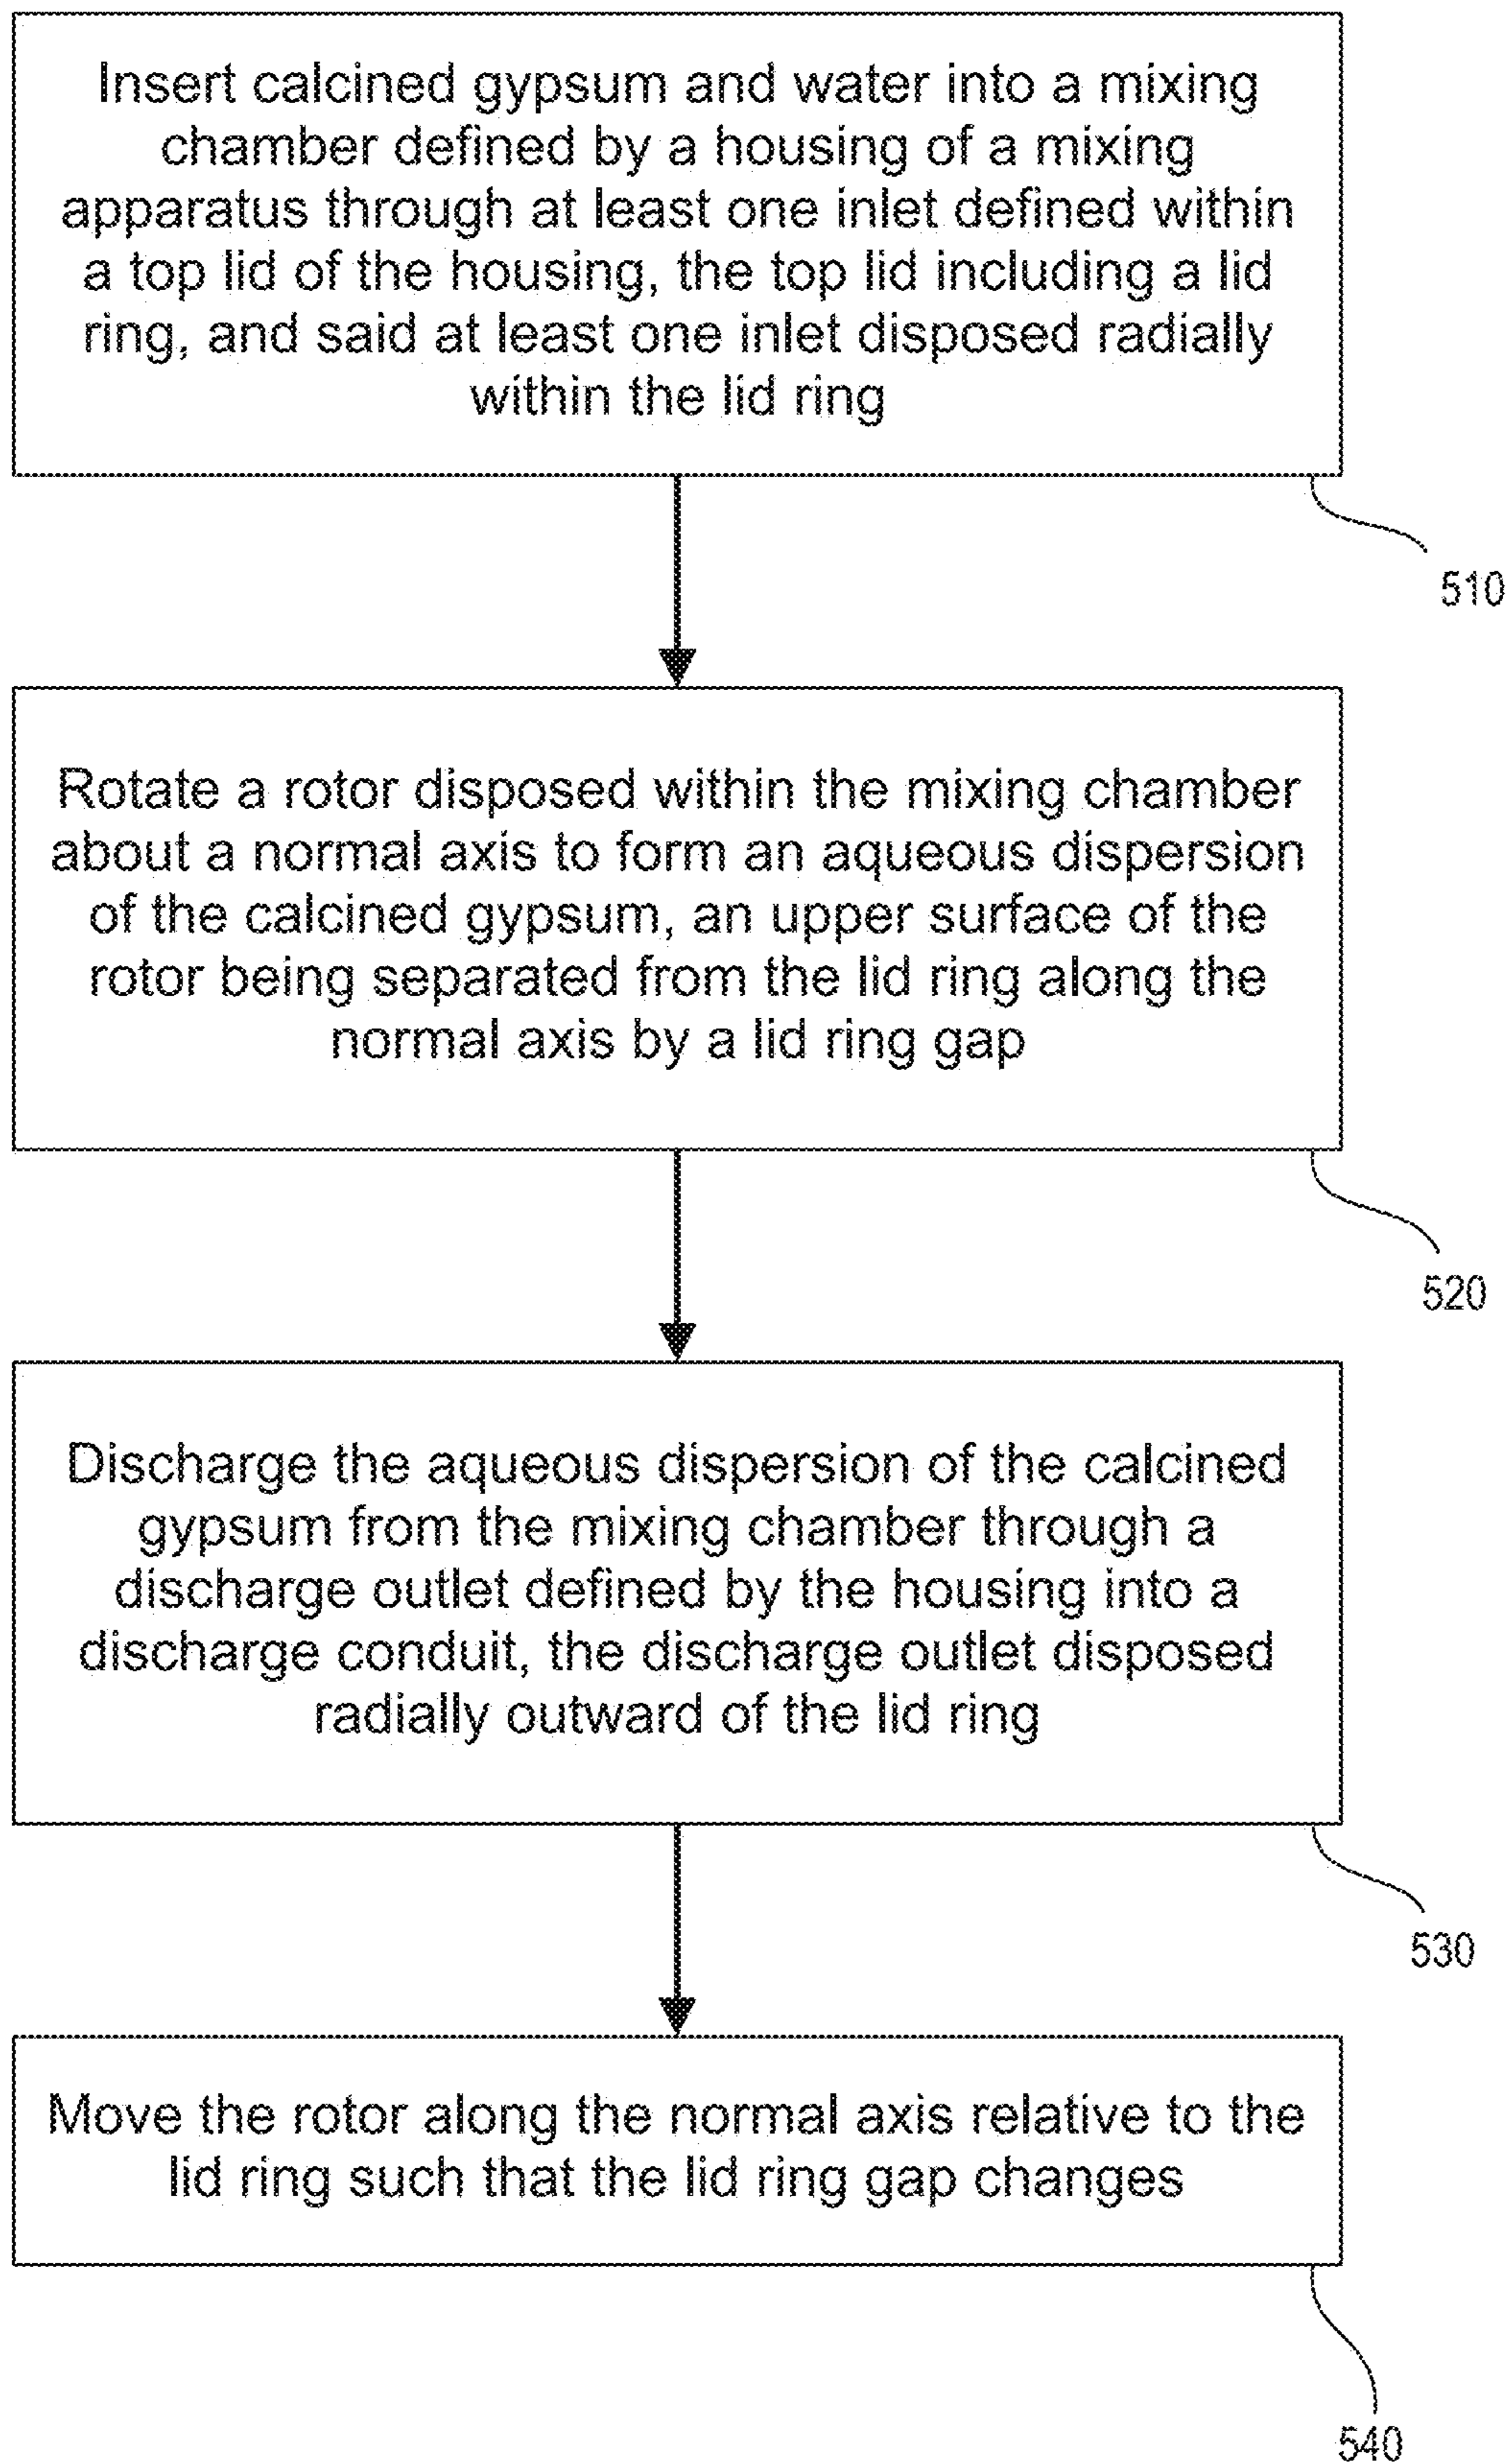 Insert calcined gypsum and water into a mixing
chamber defined by a housing of a mixing
apparatus through at least one inlet defined within
a top lid of the housing, the top lid including a lid
ring, and said at least one inlet disposed radially
within the lid ring
510
Rotate a rotor disposed within the mixing chamber
about a normal axis to form an aqueous dispersion
of the calcined gypsum, an upper surface of the
rotor being separated from the lid ring along the
normal axis by a lid ring gap
520
Discharge the aqueous dispersion of the calcined
gypsum from the mixing chamber through a
discharge outlet defined by the housing into a
discharge conduit, the discharge outlet disposed
radially outward of the lid ring
530
Move the rotor along the normal axis relative to the
lid ring such that the lid ring gap changes
540